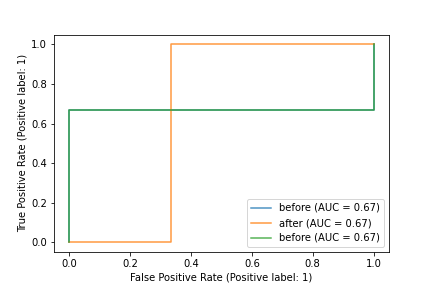 1.0
0.8
0.6
0.4
0.2
0.0
True Positive Rate (Positive label: 1)
before (AUC = 0.67)
after (AUC = 0.67)
before (AUC = 0.67)
0.0 0.2 0.4 0.6 0.8 1.0
False Positive Rate (Positive label: 1)